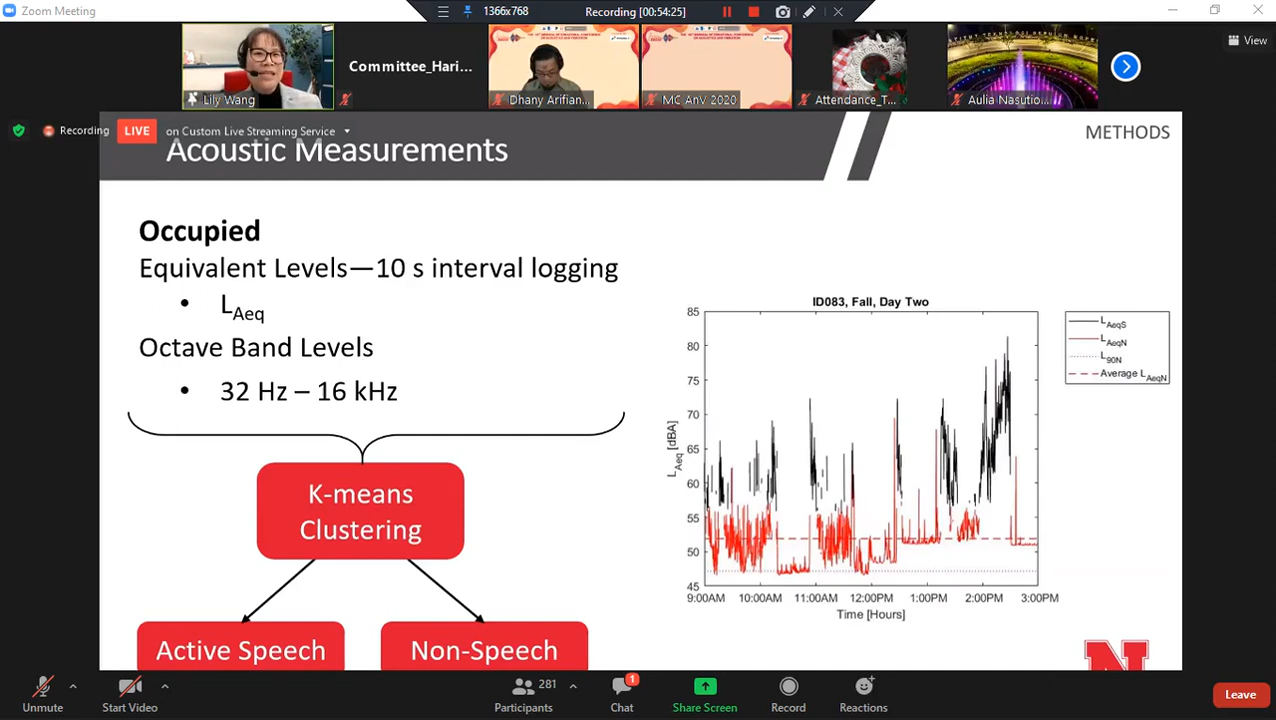 Zoom Meeting
1366x768
Recording [00:54:25]
Lily Wang
Committee_Hari...
Dhany Arifian...
MC AnV 2020
Attendance_T...
Aulia Nasutio...
View
Recording
LIVE
on Custom Live Streaming Service
METHODS
Acoustic Measurements
Occupied
Equivalent Levels—10 s interval logging
• LAeq
Octave Band Levels
• 32 Hz – 16 kHz
K-means
Clustering
Active Speech
Non-Speech
ID083, Fall, Day Two
85
80
75
70
65
60
55
50
45
LAeq [dBA]
9:00AM 10:00AM 11:00AM 12:00PM 1:00PM 2:00PM 3:00PM
Time [Hours]
LAeqS
LAeqN
L90N
Average LAeqN
N
Unmute
Start Video
281
Participants
1
Chat
Share Screen
Record
Reactions
Leave